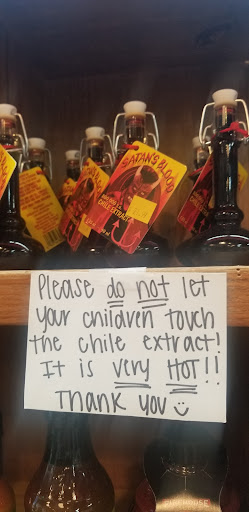 SATAN'S BLOOD
CHILE EXTRACT
Please do not let
your children touch
the chile extract!
It is very HOT!!
THANK YOU